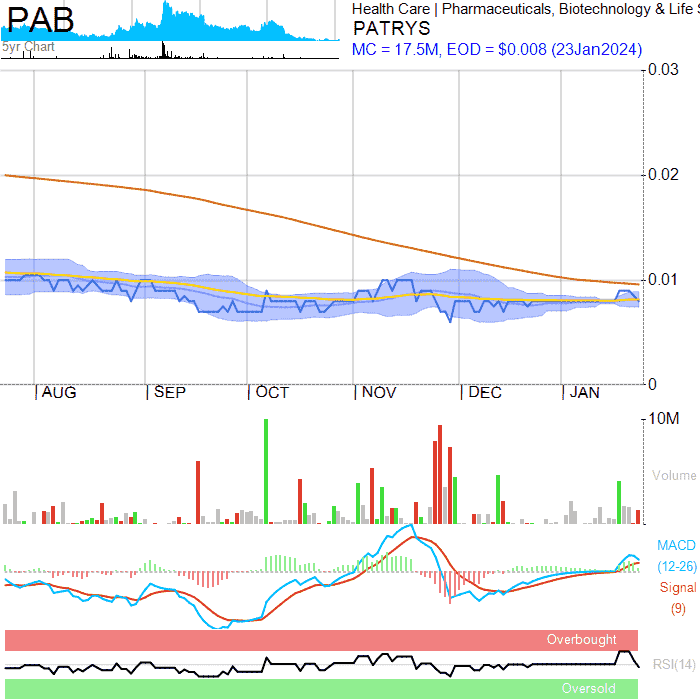 PAB
5yr Chart
Health Care | Pharmaceuticals, Biotechnology & Life
PATRYS
MC = 17.5M, EOD = $0.008 (23Jan2024)
0.03
0.02
0.01
0
AUG SEP OCT NOV DEC JAN
10M
Volume
MACD
(12-26)
Signal
(9)
Overbought
RSI(14)
Oversold